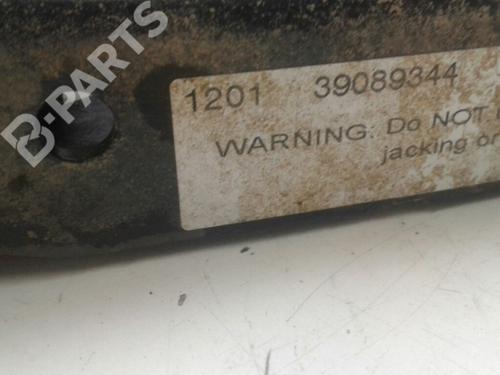 B-PARTS
1201 39089344
WARNING: Do NOT
jacking or